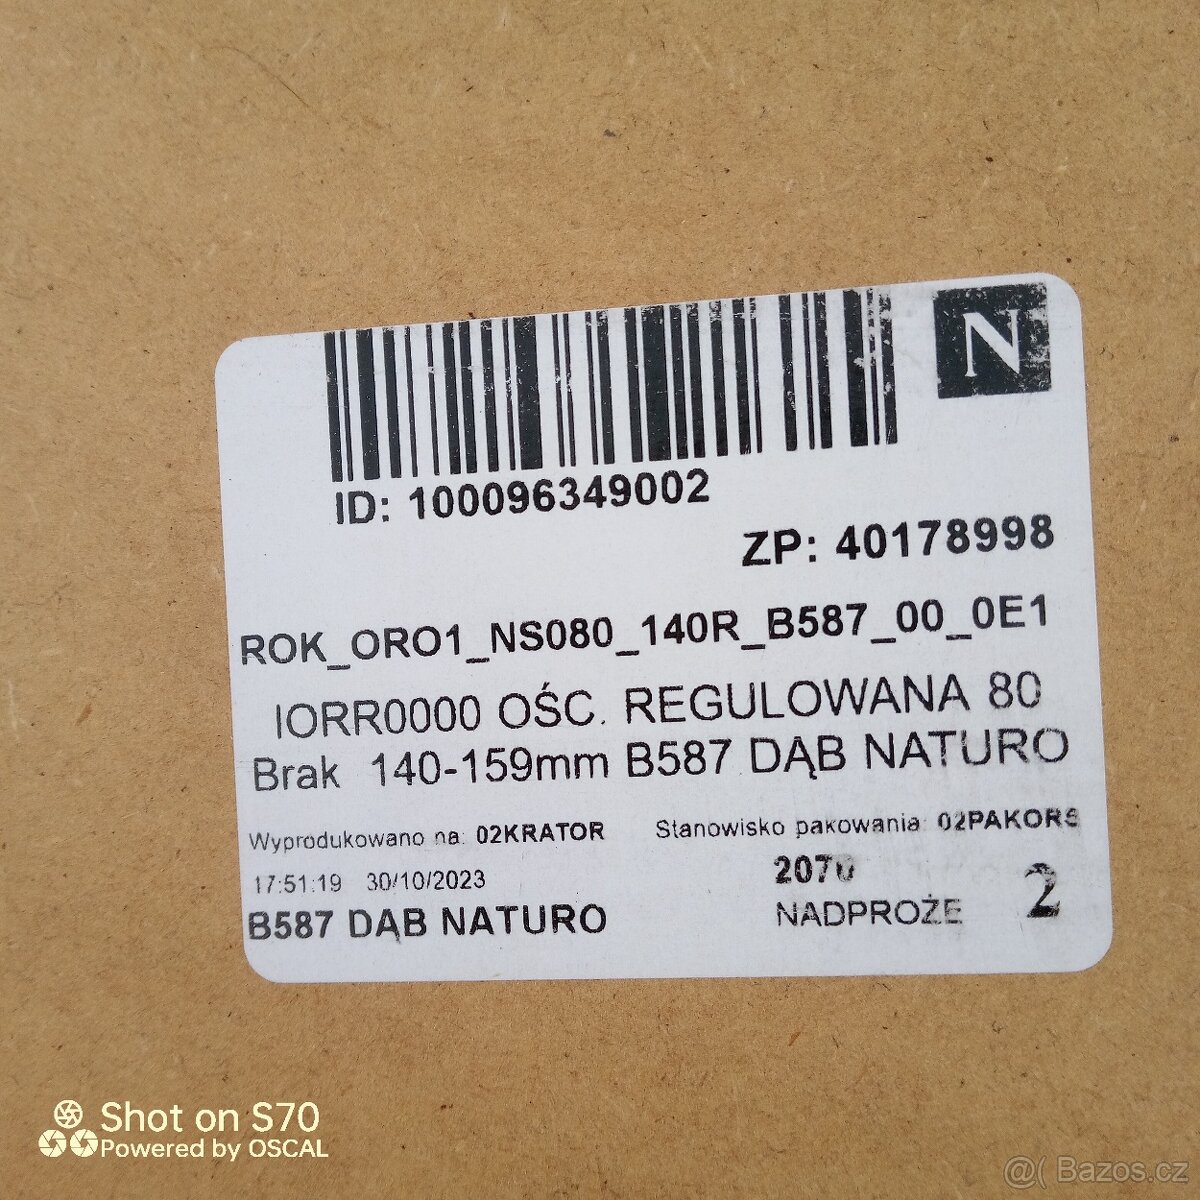 N
ID: 100096349002
ZP: 40178998
ROK_ORO1_NS080_140R_B587_00_0E1
IORR0000 OŚC. REGULOWANA 80
Brak 140-159mm B587 DĄB NATURO
Wyprodukowano na: 02KRATOR Stanowisko pakowania: 02PAKORS
17:51:19 30/10/2023 2070
B587 DĄB NATURO NADPROŻE 2
Shot on S70
Powered by OSCAL
@( Bazos.cz